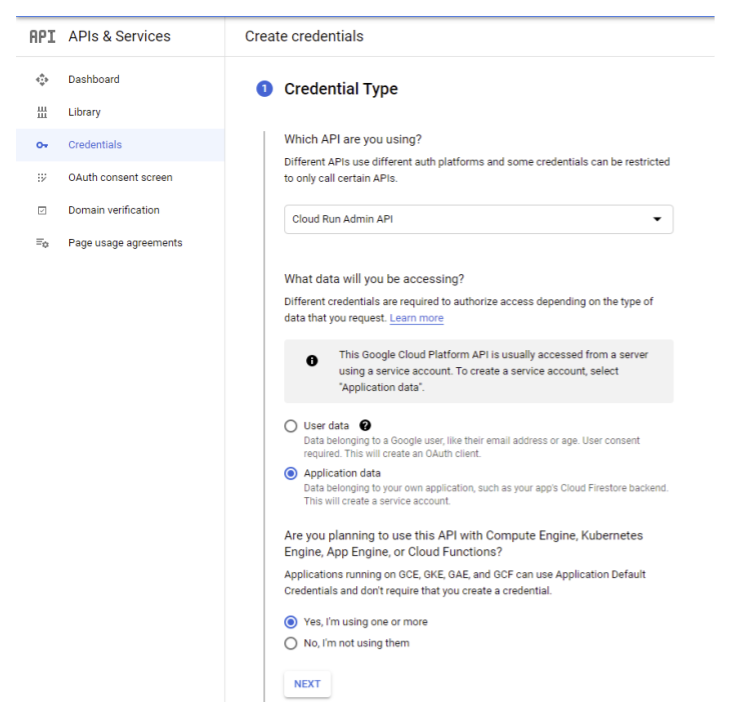 API APIs & Services
Create credentials
Dashboard
Library
Credentials
OAuth consent screen
Domain verification
Page usage agreements
1 Credential Type
Which API are you using?
Different APIs use different auth platforms and some credentials can be restricted
to only call certain APIs.
Cloud Run Admin API
What data will you be accessing?
Different credentials are required to authorize access depending on the type of
data that you request. Learn more
This Google Cloud Platform API is usually accessed from a server
using a service account. To create a service account, select
"Application data".
User data
Data belonging to a Google user, like their email address or age. User consent
required. This will create an OAuth client.
Application data
Data belonging to your own application, such as your app's Cloud Firestore backend.
This will create a service account.
Are you planning to use this API with Compute Engine, Kubernetes
Engine, App Engine, or Cloud Functions?
Applications running on GCE, GKE, GAE, and GCF can use Application Default
Credentials and don't require that you create a credential.
Yes, I'm using one or more
No, I'm not using them
NEXT